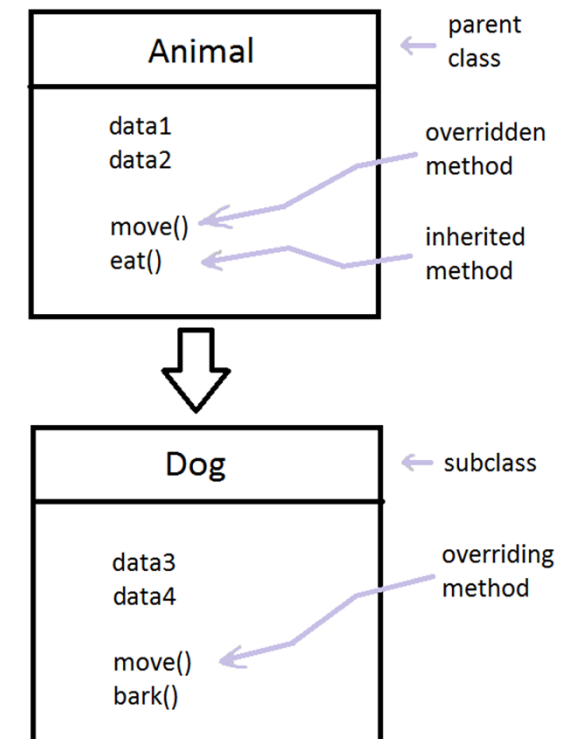 Animal
parent
class
data1
data2
overridden
method
move()
eat()
inherited
method
Dog
subclass
data3
data4
overriding
method
move()
bark()